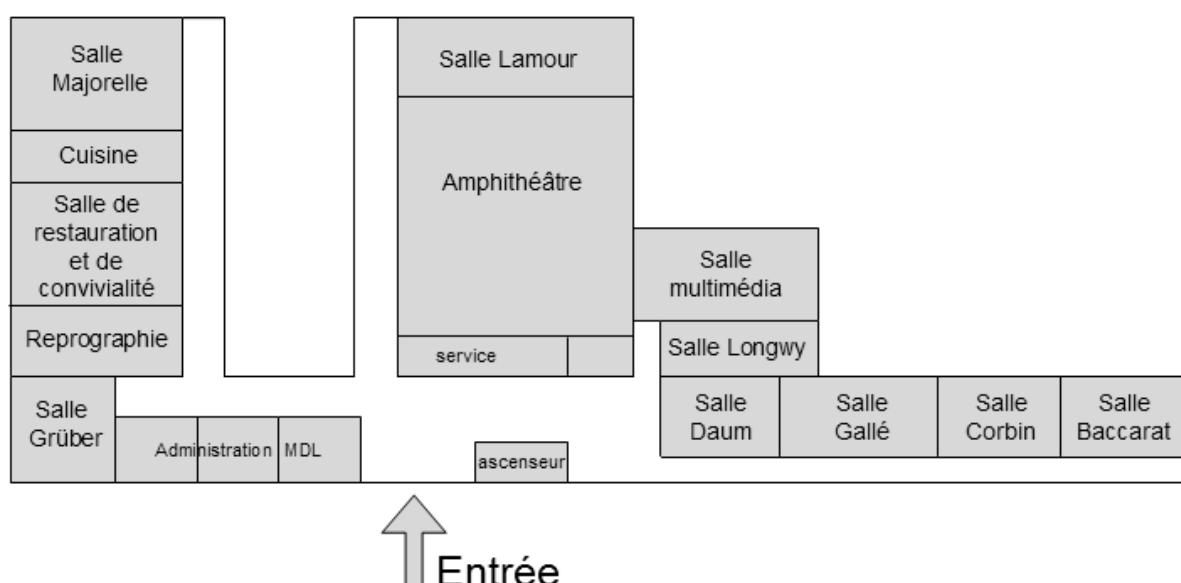 Salle
Majorelle
Cuisine
Salle de
restauration
et de
convivialité
Reprographie
Salle
Grüber
Administration
MDL
Salle Lamour
Amphithéâtre
service
ascenseur
Salle
multimédia
Salle Longwy
Salle
Daum
Salle
Gallé
Salle
Corbin
Salle
Baccarat
Entrée